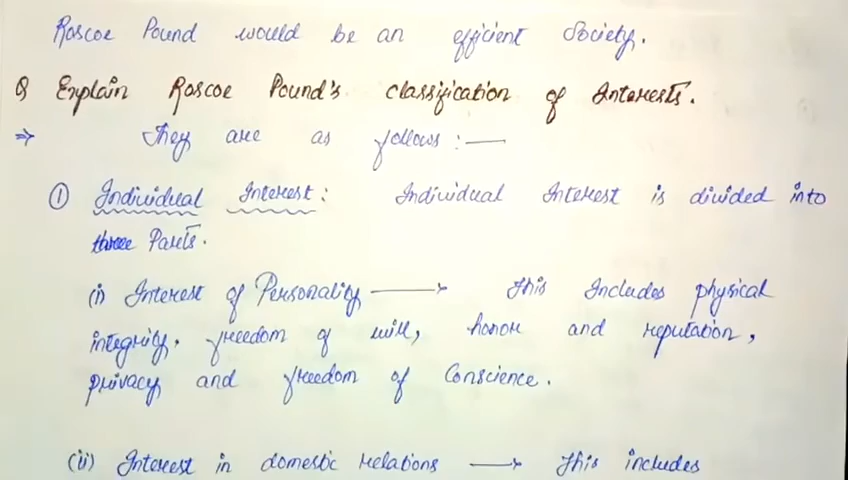 Roscoe Pound would be an efficient Society.
Q Explain Roscoe Pound's classification of Interests.
⇒ They are as follows :—
① Individual Interest : Individual Interest is divided into
three Parts.
(i) Interest of Personality ⟶ This Includes physical
integrity, freedom of will, honor and reputation,
privacy and freedom of Conscience.
(ii) Interest in domestic relations ⟶ This includes